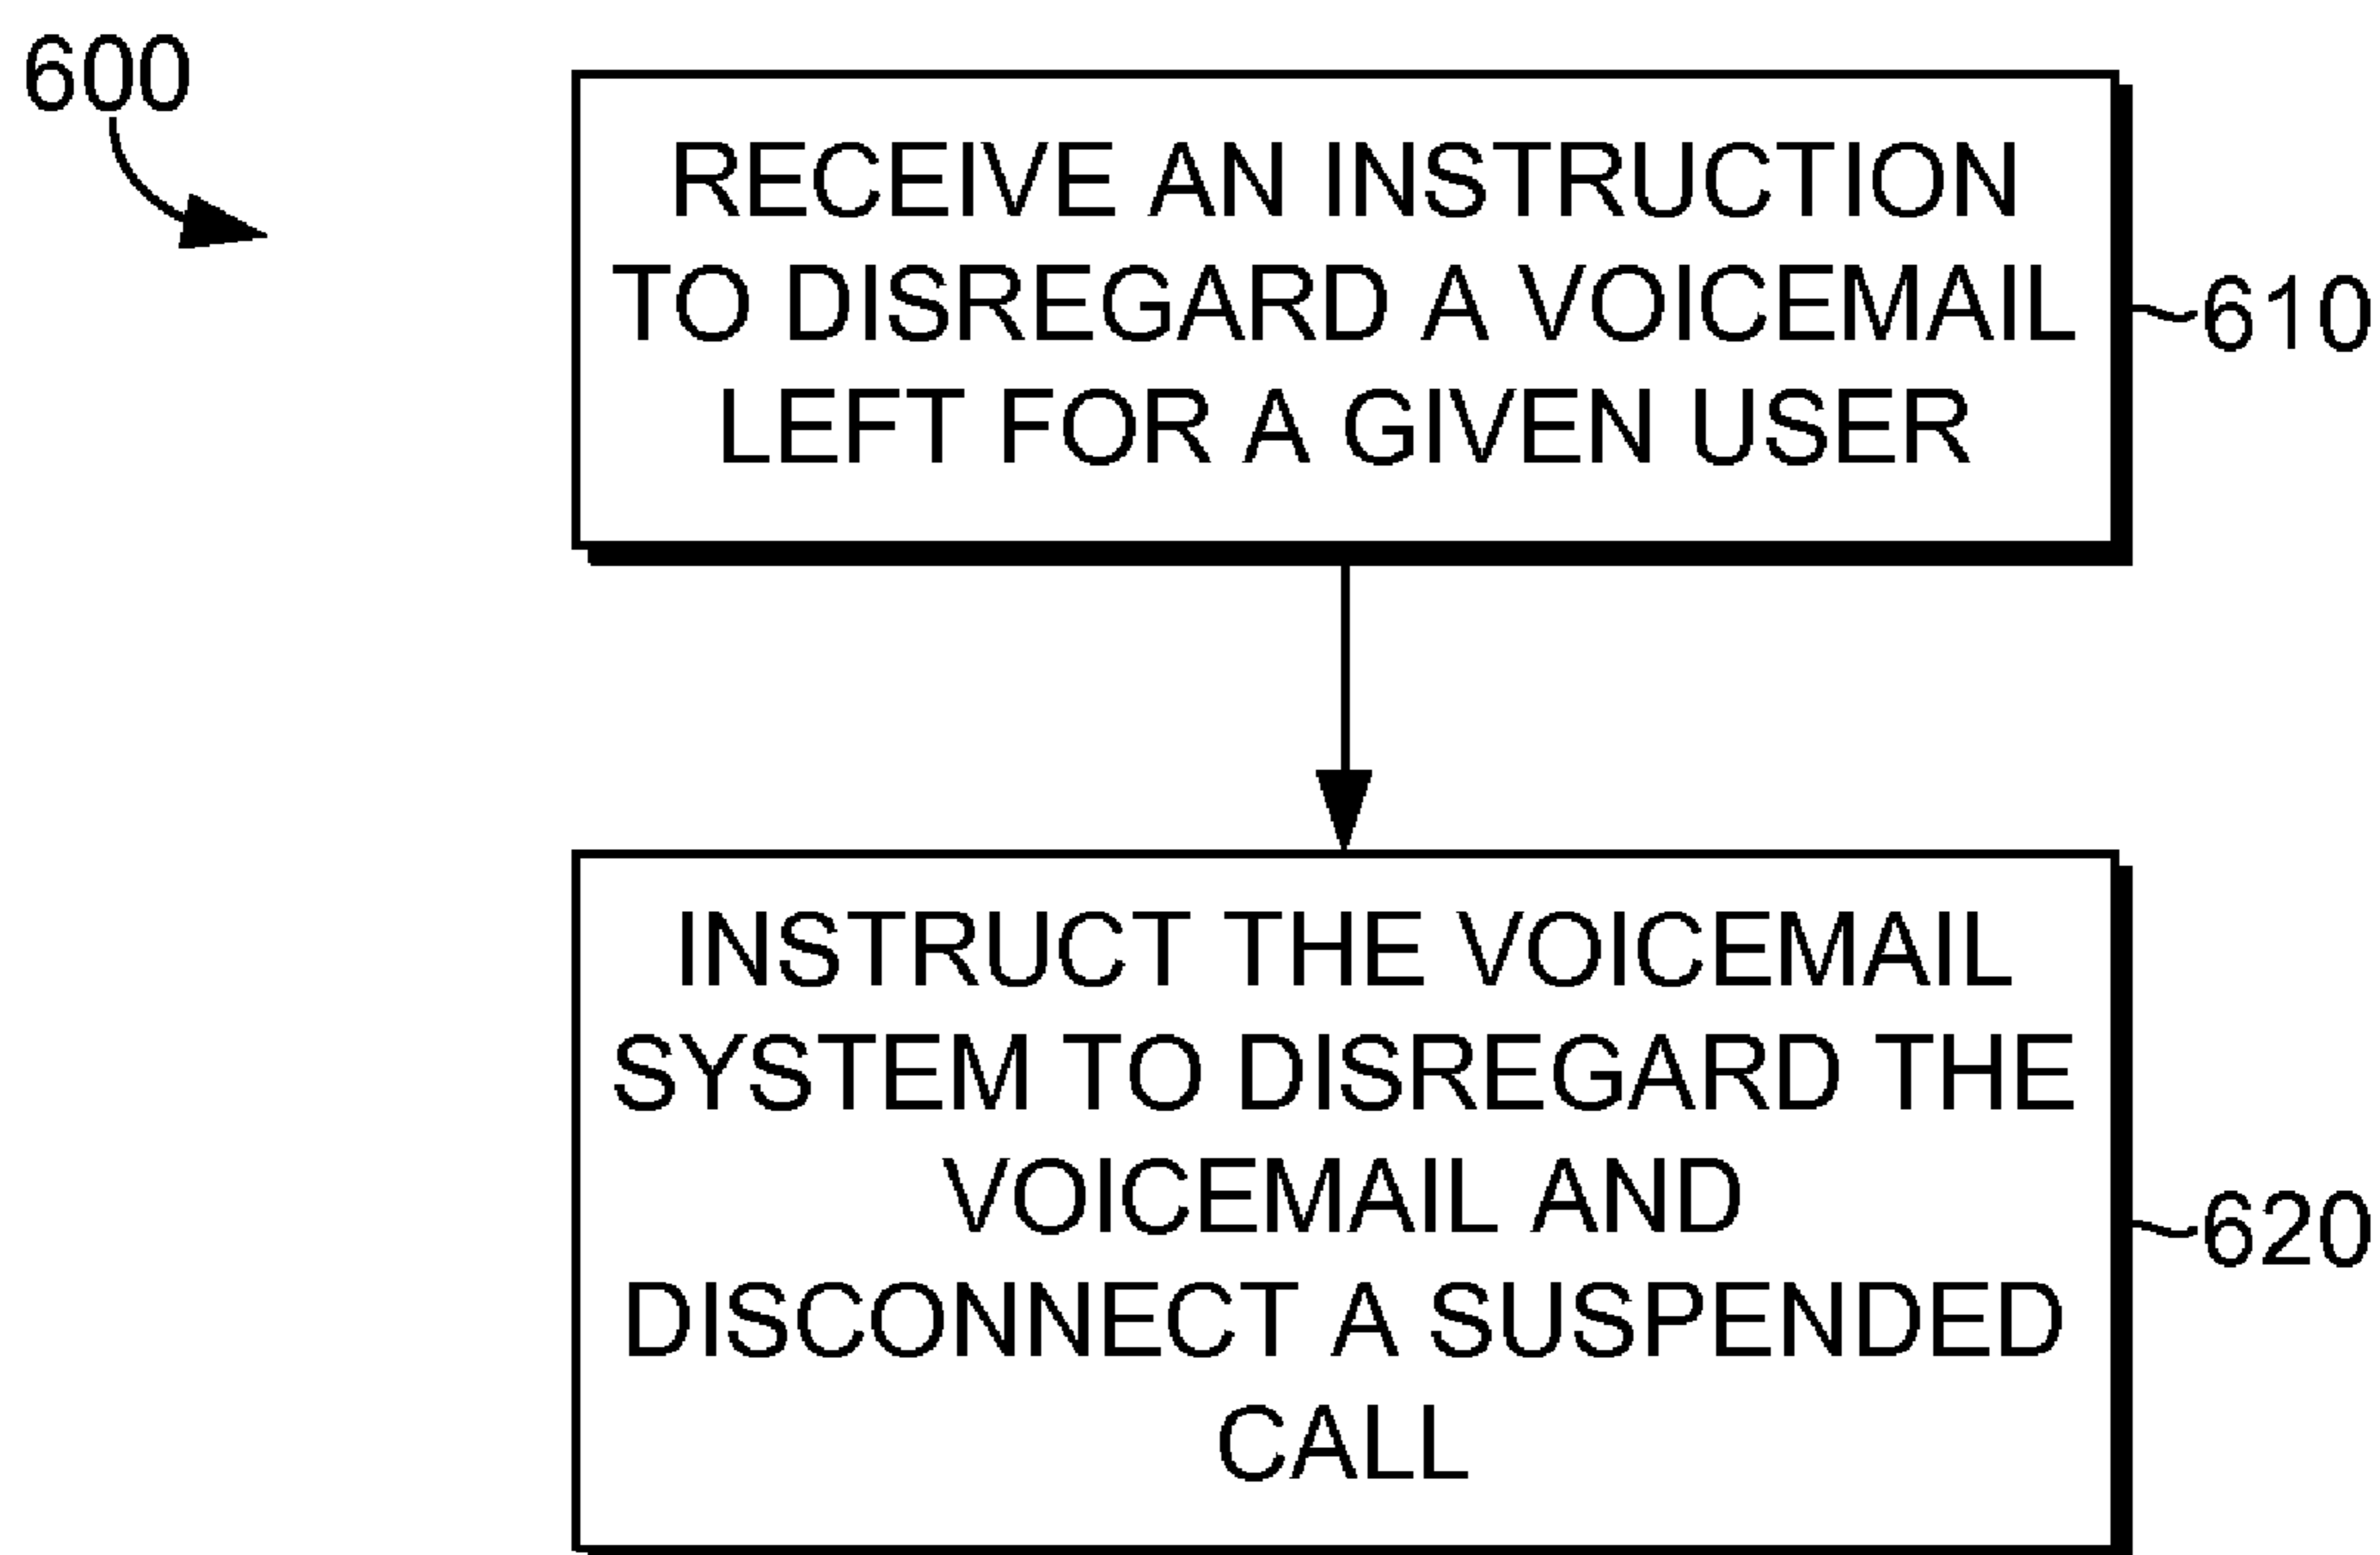 600
RECEIVE AN INSTRUCTION
TO DISREGARD A VOICEMAIL
LEFT FOR A GIVEN USER
610
INSTRUCT THE VOICEMAIL
SYSTEM TO DISREGARD THE
VOICEMAIL AND
DISCONNECT A SUSPENDED
CALL
620